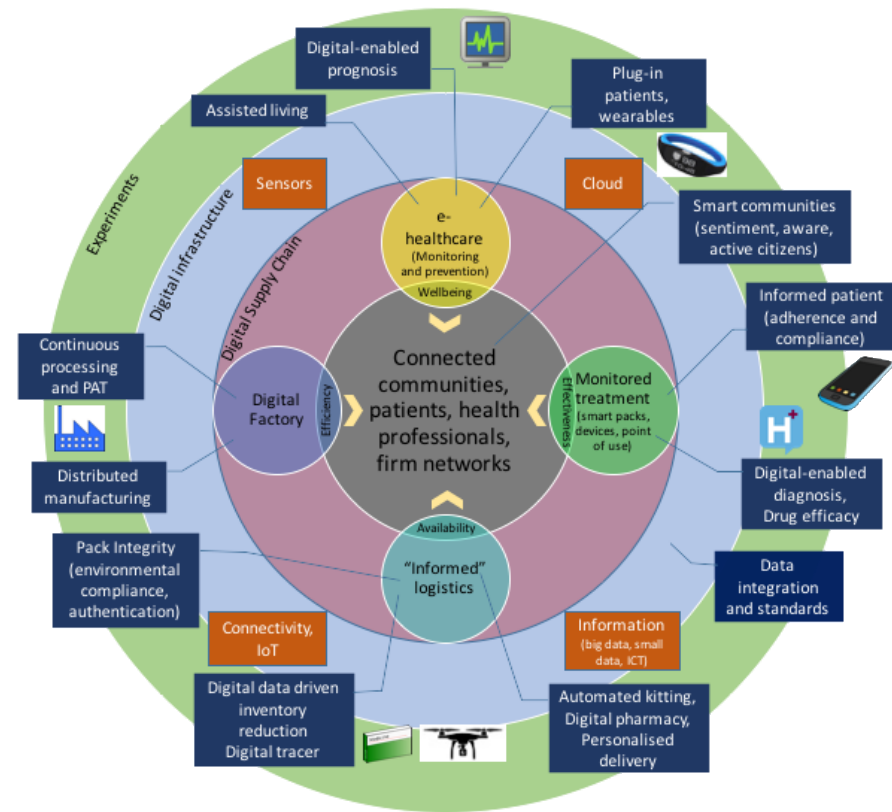 Digital-enabled
prognosis
Plug-in
patients,
wearables
Assisted living
Sensors
Cloud
Smart communities
(sentiment, aware,
active citizens)
Experiments
Digital infrastructure
Digital Supply Chain
e-
healthcare
(Monitoring
and prevention)
Wellbeing
Informed patient
(adherence and
compliance)
Continuous
processing
and PAT
Digital
Factory
Efficiency
Connected
communities,
patients, health
professionals,
firm networks
Effectiveness
Monitored
treatment
(smart packs,
devices, point
of use)
H+
Distributed
manufacturing
Digital-enabled
diagnosis,
Drug efficacy
Pack Integrity
(environmental
compliance,
authentication)
Availability
“Informed”
logistics
Data
integration
and standards
Connectivity,
IoT
Information
(big data, small
data, ICT)
Digital data driven
inventory
reduction
Digital tracer
Automated kitting,
Digital pharmacy,
Personalised
delivery